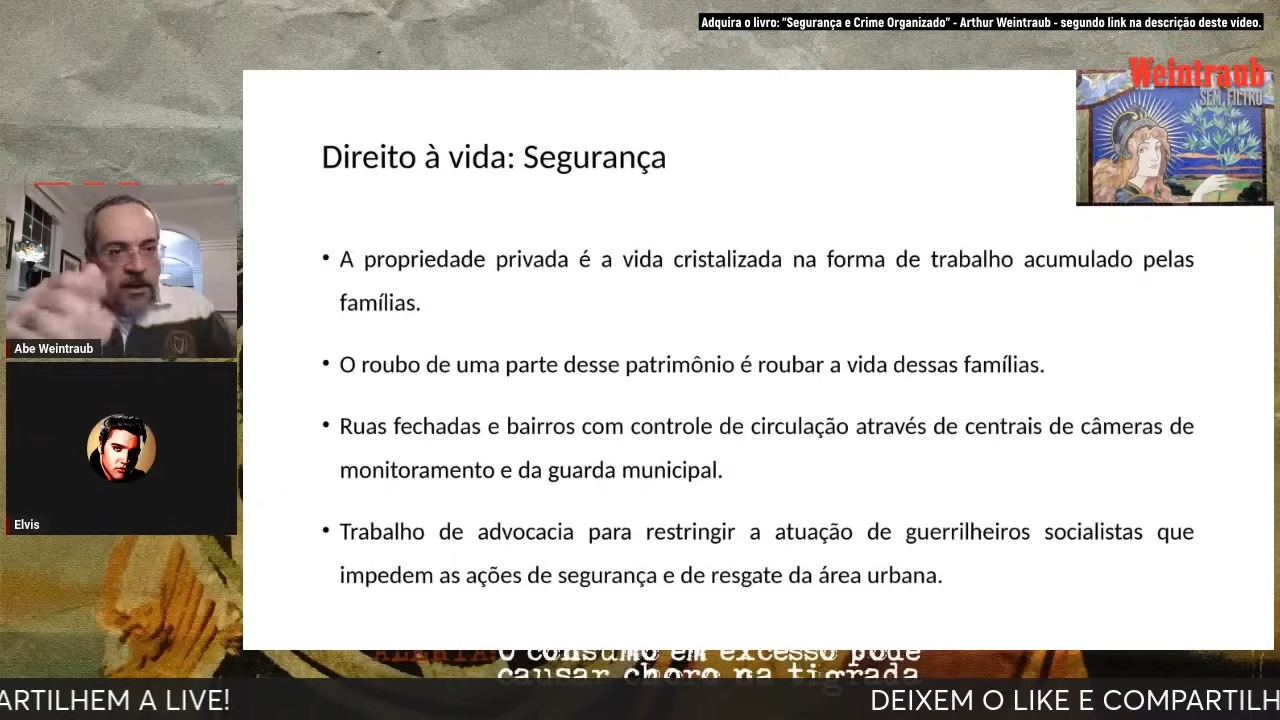 Adquira o livro: "Segurança e Crime Organizado" - Arthur Weintraub - segundo link na descrição deste vídeo.
Weintraub
SEM FILTRO
Direito à vida: Segurança
• A propriedade privada é a vida cristalizada na forma de trabalho acumulado pelas
famílias.
• O roubo de uma parte desse patrimônio é roubar a vida dessas famílias.
• Ruas fechadas e bairros com controle de circulação através de centrais de câmeras de
monitoramento e da guarda municipal.
• Trabalho de advocacia para restringir a atuação de guerrilheiros socialistas que
impedem as ações de segurança e de resgate da área urbana.
Abe Weintraub
Elvis
ALERTA: O consumo em excesso pode
causar choro na tigrada
ARTILHEM A LIVE! DEIXEM O LIKE E COMPARTILH